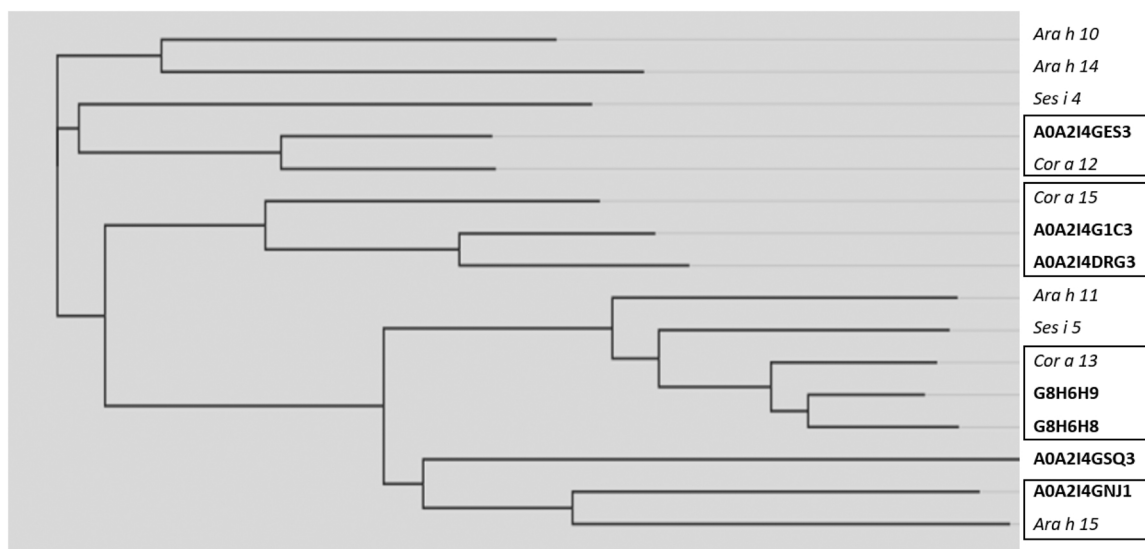 Ara h 10
Ara h 14
Ses i 4
A0A2I4GES3
Cor a 12
Cor a 15
A0A2I4G1C3
A0A2I4DRG3
Ara h 11
Ses i 5
Cor a 13
G8H6H9
G8H6H8
A0A2I4GSQ3
A0A2I4GNJ1
Ara h 15